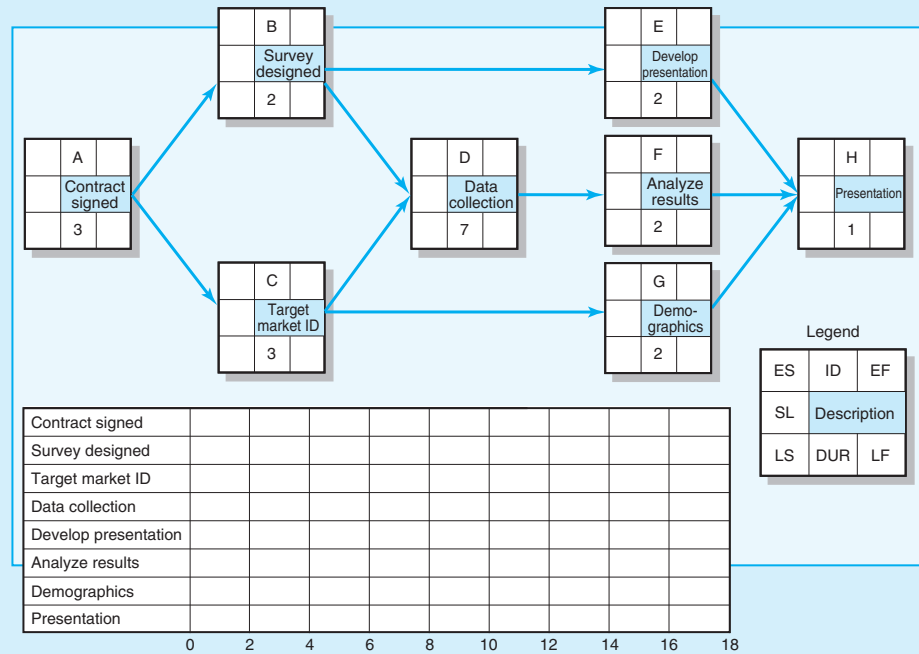 A
Contract
signed
3
B
Survey
designed
2
C
Target
market ID
3
D
Data
collection
7
E
Develop
presentation
2
F
Analyze
results
2
G
Demo-
graphics
2
H
Presentation
1
Legend
ES ID EF
SL Description
LS DUR LF
Contract signed
Survey designed
Target market ID
Data collection
Develop presentation
Analyze results
Demographics
Presentation
0 2 4 6 8 10 12 14 16 18